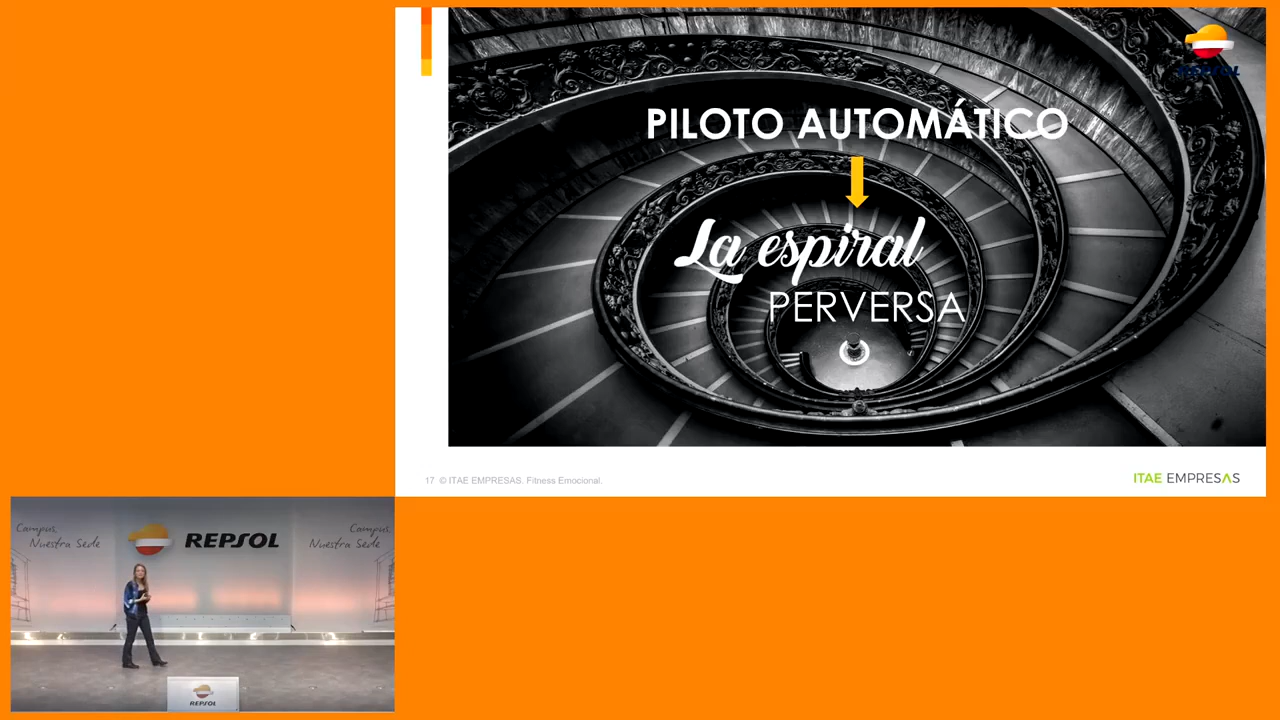 REPSOL
PILOTO AUTOMÁTICO
La espiral
PERVERSA
17 © ITAE EMPRESAS. Fitness Emocional.
ITAE EMPRESAS
Campus,
Nuestra Sede
REPSOL
Campus,
Nuestra Sede
REPSOL